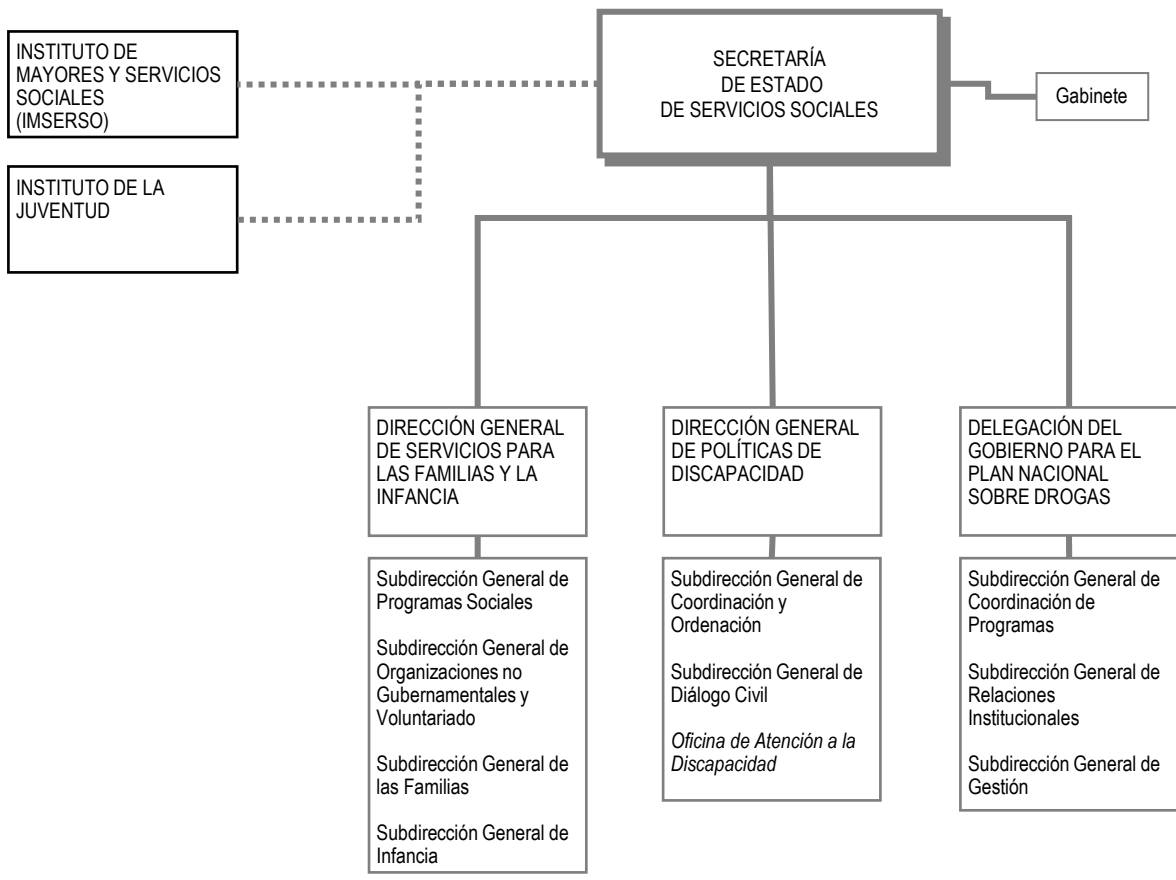 INSTITUTO DE
MAYORES Y SERVICIOS
SOCIALES
(IMSERSO)
INSTITUTO DE LA
JUVENTUD
SECRETARÍA
DE ESTADO
DE SERVICIOS SOCIALES
Gabinete
DIRECCIÓN GENERAL
DE SERVICIOS PARA
LAS FAMILIAS Y LA
INFANCIA
Subdirección General de
Programas Sociales
Subdirección General de
Organizaciones no
Gubernamentales y
Voluntariado
Subdirección General de
las Familias
Subdirección General de
Infancia
DIRECCIÓN GENERAL
DE POLÍTICAS DE
DISCAPACIDAD
Subdirección General de
Coordinación y
Ordenación
Subdirección General de
Diálogo Civil
Oficina de Atención a la
Discapacidad
DELEGACIÓN DEL
GOBIERNO PARA EL
PLAN NACIONAL
SOBRE DROGAS
Subdirección General de
Coordinación de
Programas
Subdirección General de
Relaciones
Institucionales
Subdirección General de
Gestión